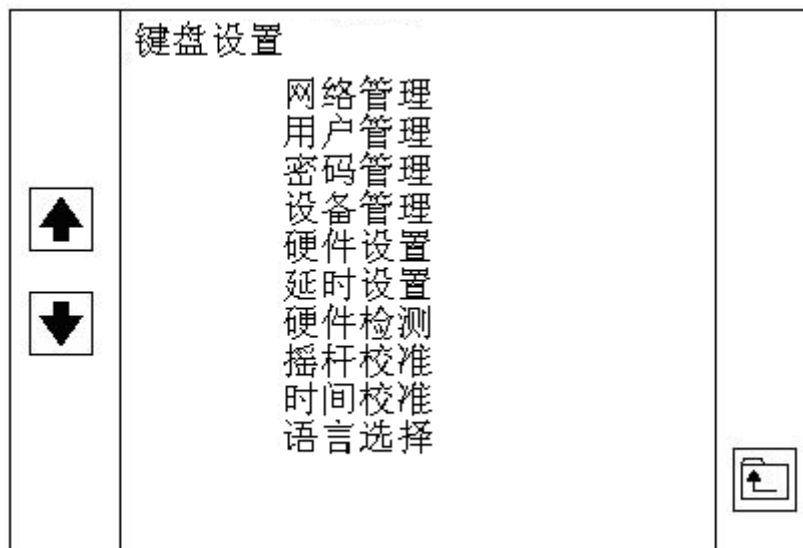 键盘设置
网络管理
用户管理
密码管理
设备管理
硬件设置
延时设置
硬件检测
摇杆校准
时间校准
语言选择